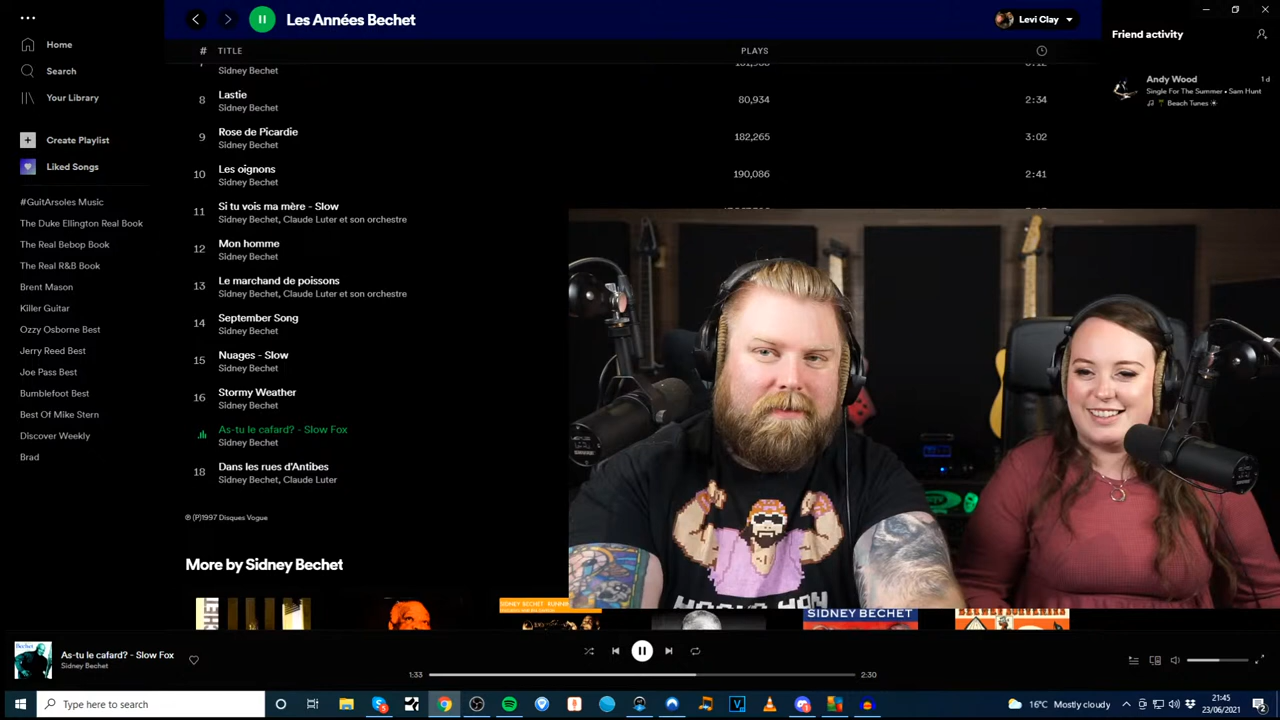 Les Années Bechet
Levi Clay
Friend activity
Home
Search
Your Library
Create Playlist
Liked Songs
#GuitArsoles Music
The Duke Ellington Real Book
The Real Bebop Book
The Real R&B Book
Brent Mason
Killer Guitar
Ozzy Osborne Best
Jerry Reed Best
Joe Pass Best
Bumblefoot Best
Best Of Mike Stern
Discover Weekly
Brad
# TITLE PLAYS
Sidney Bechet
8 Lastie 80,934 2:34
Sidney Bechet
9 Rose de Picardie 182,265 3:02
Sidney Bechet
10 Les oignons 190,086 2:41
Sidney Bechet
11 Si tu vois ma mère - Slow
Sidney Bechet, Claude Luter et son orchestre
12 Mon homme
Sidney Bechet
13 Le marchand de poissons
Sidney Bechet, Claude Luter et son orchestre
14 September Song
Sidney Bechet
15 Nuages - Slow
Sidney Bechet
16 Stormy Weather
Sidney Bechet
As-tu le cafard? - Slow Fox
Sidney Bechet
18 Dans les rues d'Antibes
Sidney Bechet, Claude Luter
℗ (P)1997 Disques Vogue
More by Sidney Bechet
Andy Wood 1 d
Single For The Summer • Sam Hunt
Beach Tunes
SIDNEY BECHET
As-tu le cafard? - Slow Fox
Sidney Bechet
1:33 2:30
Type here to search
16°C Mostly cloudy
21:45
23/06/2021